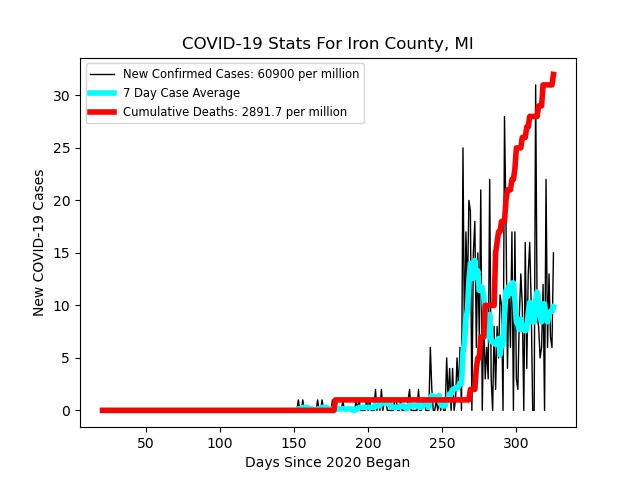 COVID-19 Stats For Iron County, MI
New Confirmed Cases: 60900 per million
7 Day Case Average
Cumulative Deaths: 2891.7 per million
New COVID-19 Cases
30
25
20
15
10
5
0
50 100 150 200 250 300
Days Since 2020 Began